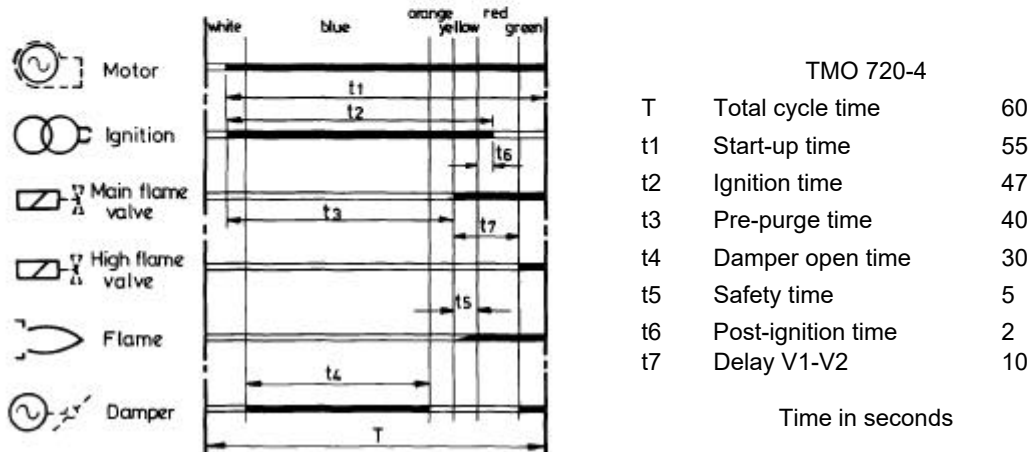 orange red
white blue yellow green
Motor
t1
t2
Ignition
t6
Main flame
valve
t3
t7
High flame
valve
t5
Flame
t4
Damper
T
TMO 720-4
T Total cycle time 60
t1 Start-up time 55
t2 Ignition time 47
t3 Pre-purge time 40
t4 Damper open time 30
t5 Safety time 5
t6 Post-ignition time 2
t7 Delay V1-V2 10
Time in seconds